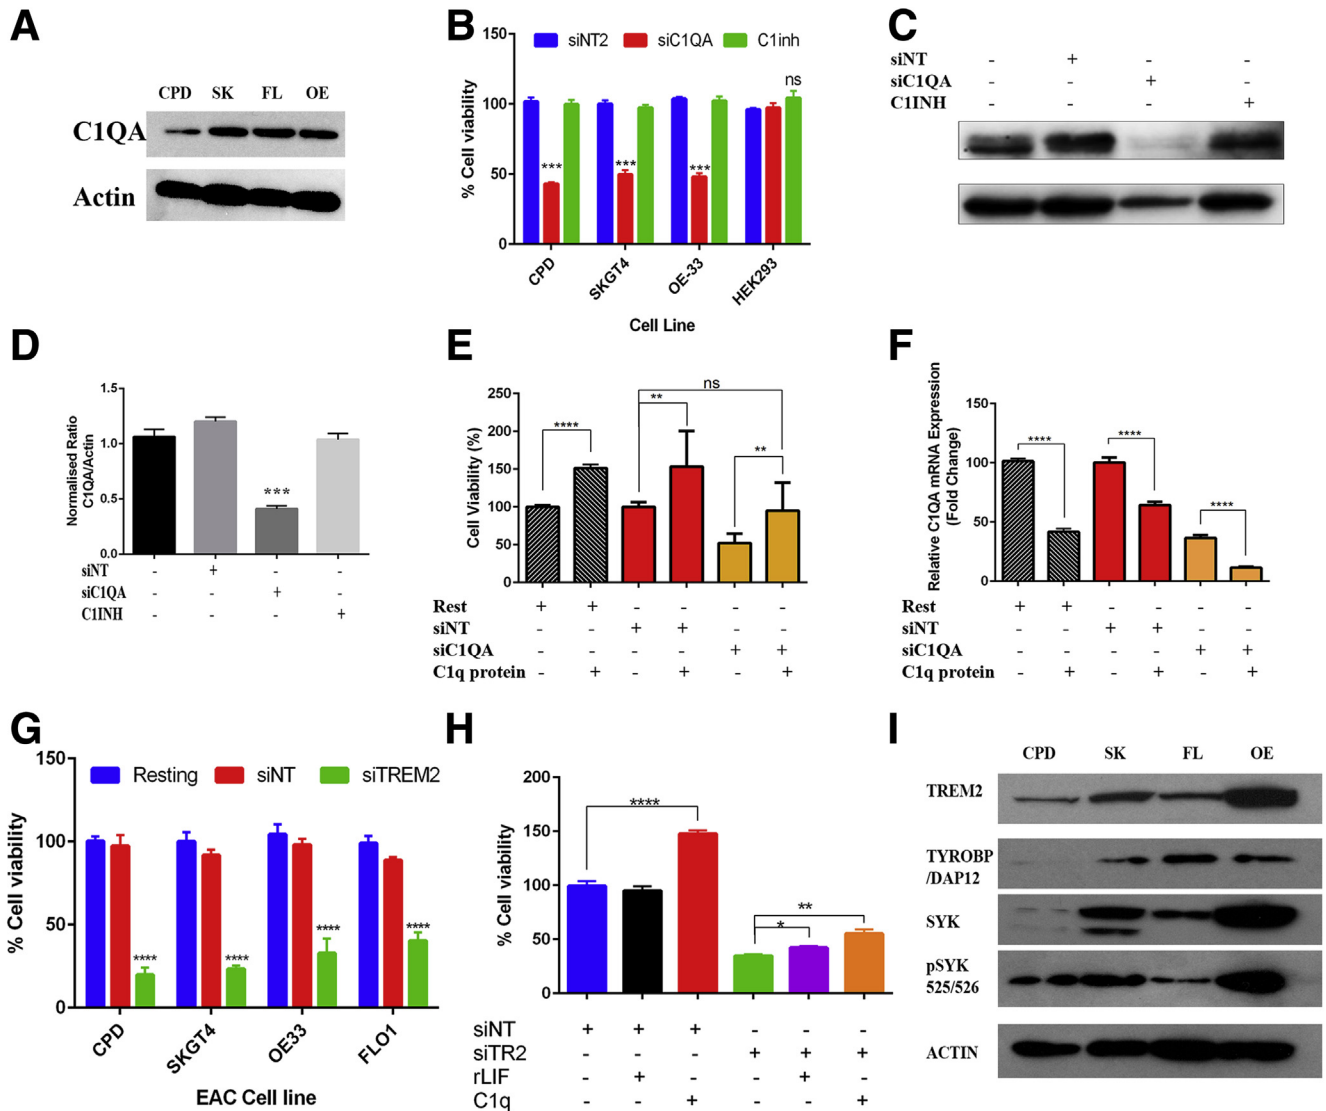 A
CPD SK FL OE
C1QA
Actin
B
siNT2 siC1QA C1inh
150
100
50
0
% Cell viability
*** *** *** ns
CPD SKGT4 OE-33 HEK293
Cell Line
C
siNT - + - -
siC1QA - - + -
C1INH - - - +
D
1.5
1.0
0.5
0.0
Normalised Ratio
C1QA/Actin
***
siNT - + - -
siC1QA - - + -
C1INH - - - +
E
250
200
150
100
50
0
Cell Viability (%)
ns
**** ** **
Rest + + - - - -
siNT - - + + - -
siC1QA - - - - + +
C1q protein - + - + - +
F
150
100
50
0
Relative C1QA mRNA Expression
(Fold Change)
**** **** ****
Rest + + - - - -
siNT - - + + - -
siC1QA - - - - + +
C1q protein - + - + - +
G
Resting siNT siTREM2
150
100
50
0
% Cell viability
**** **** **** ****
CPD SKGT4 OE33 FLO1
EAC Cell line
H
200
150
100
50
0
% Cell viability
**** * **
siNT + + + - - -
siTR2 - - - + + +
rLIF - + - - + -
C1q - - + - - +
I
CPD SK FL OE
TREM2
TYROBP
/DAP12
SYK
pSYK
525/526
ACTIN